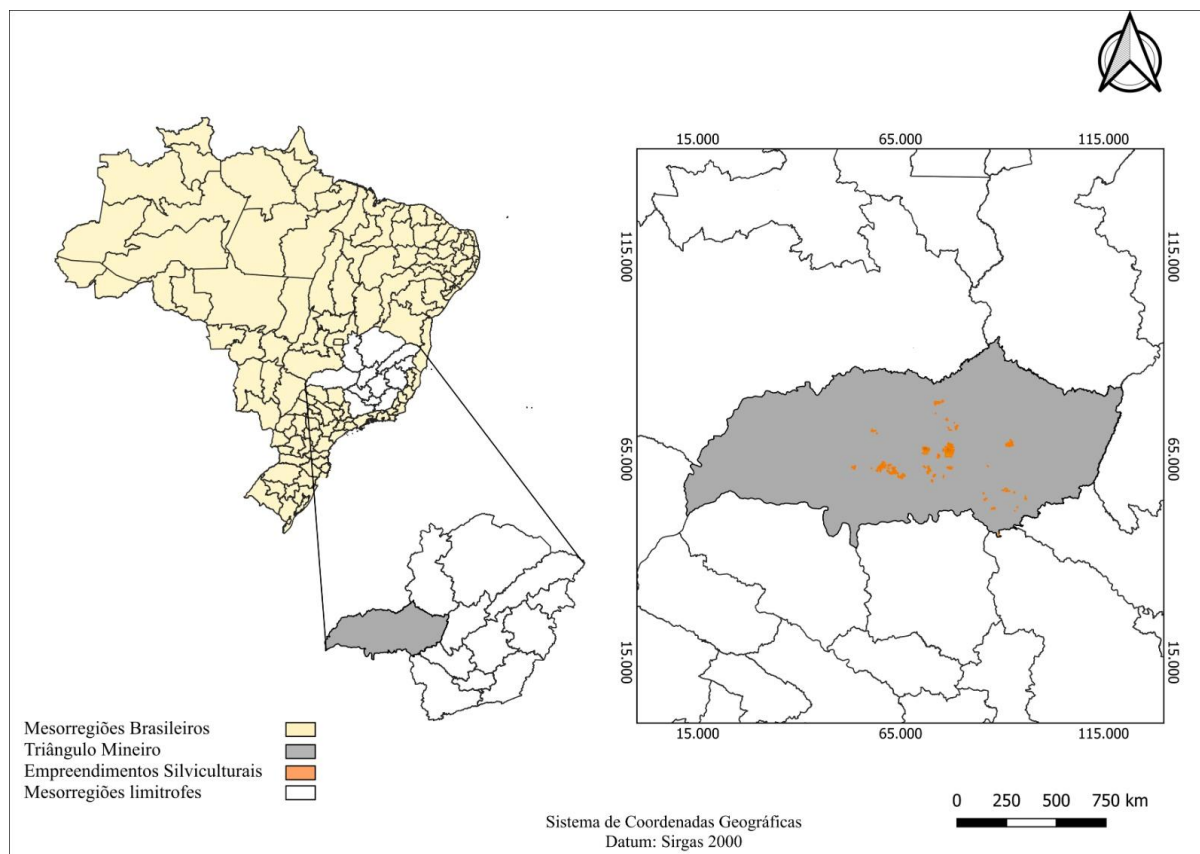 15.000 65.000 115.000
115.000 115.000
65.000 65.000
15.000 15.000
15.000 65.000 115.000
Mesorregiões Brasileiros
Triângulo Mineiro
Empreendimentos Silviculturais
Mesorregiões limitrofes
0 250 500 750 km
Sistema de Coordenadas Geográficas
Datum: Sirgas 2000